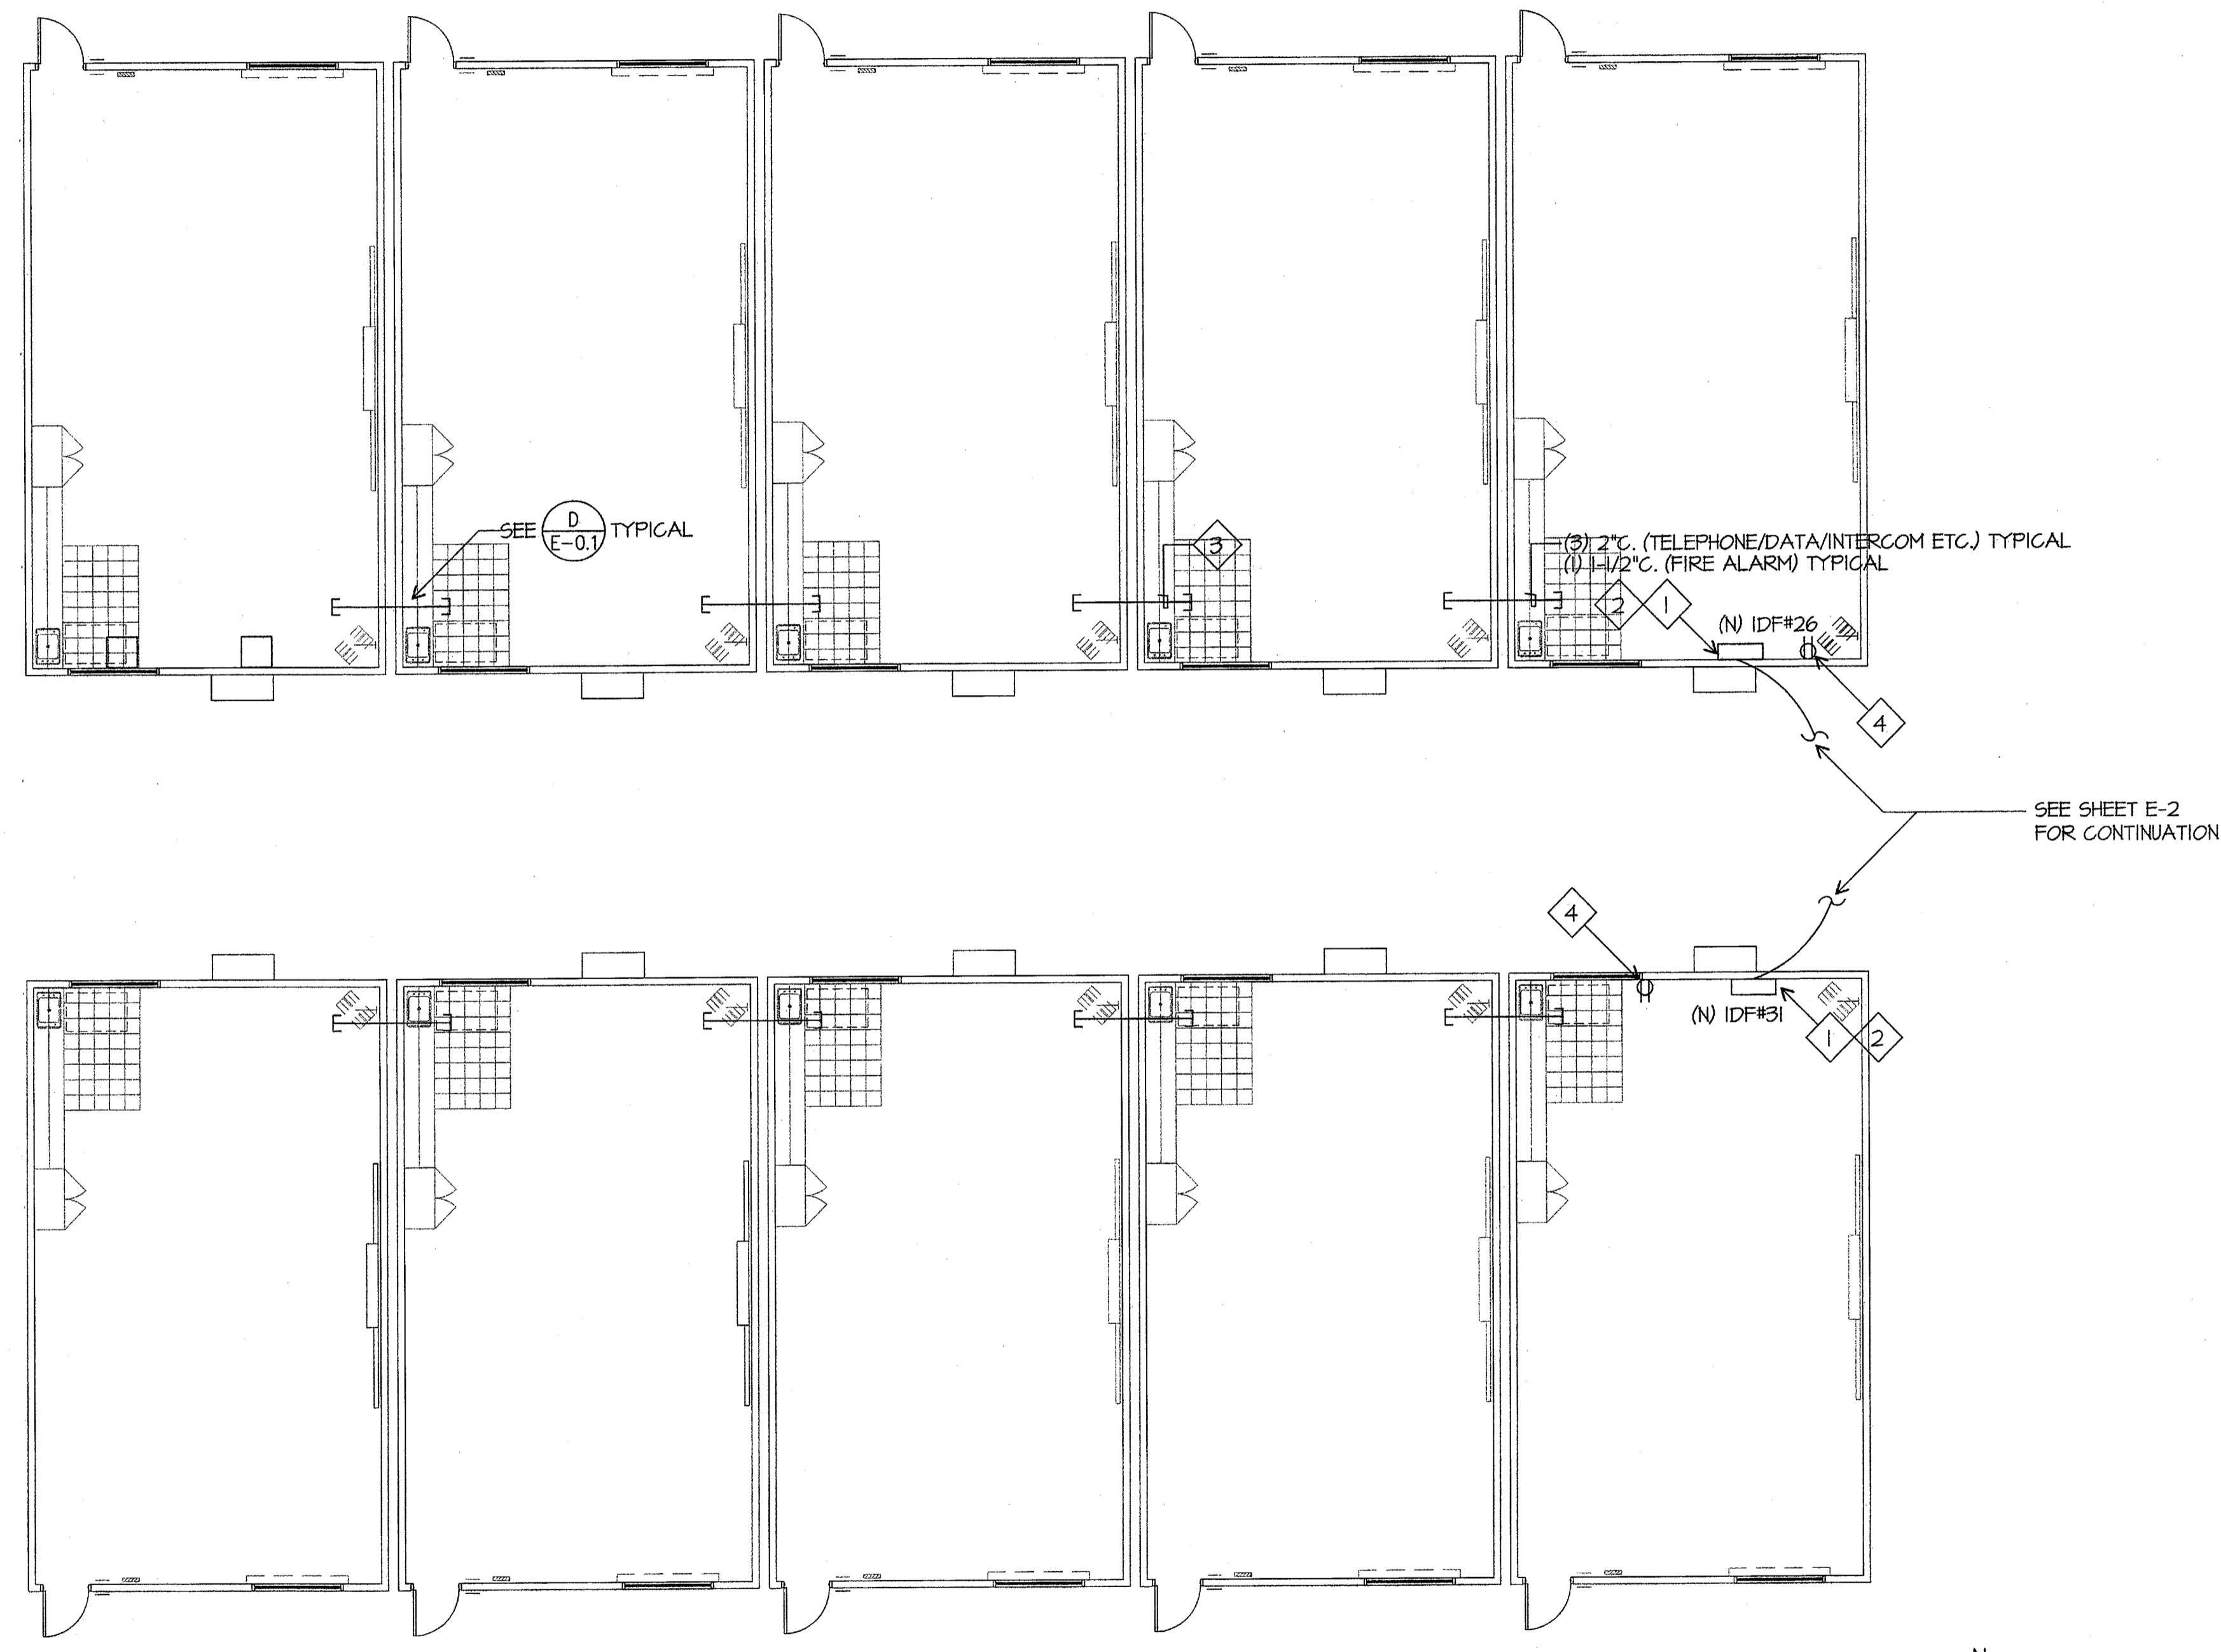 SEE D TYPICAL
E-0.1
3
(3) 2"C. (TELEPHONE/DATA/INTERCOM ETC.) TYPICAL
(1) 1-1/2"C. (FIRE ALARM) TYPICAL
2 1
(N) IDF#26
4
SEE SHEET E-2
FOR CONTINUATION
4
(N) IDF#31
1 2
N